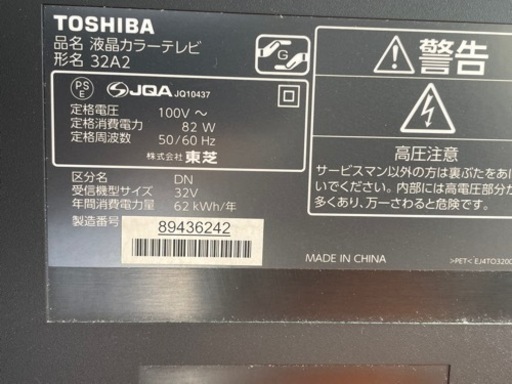 TOSHIBA
品名 液晶カラーテレビ
形名 32A2
G
PS
E
JQA JQ10437
定格電圧 100V ～
定格消費電力 82 W
定格周波数 50/60 Hz
株式会社 東芝
区分名 DN
受信機型サイズ 32V
年間消費電力量 62 kWh/年
製造番号 89436242
警告
高圧注意
サービスマン以外の方は裏ぶたをあけ
いでください。内部には高電圧部分が
多くあり、万一さわると危険です。
MADE IN CHINA
>PET< EJ4TO3200